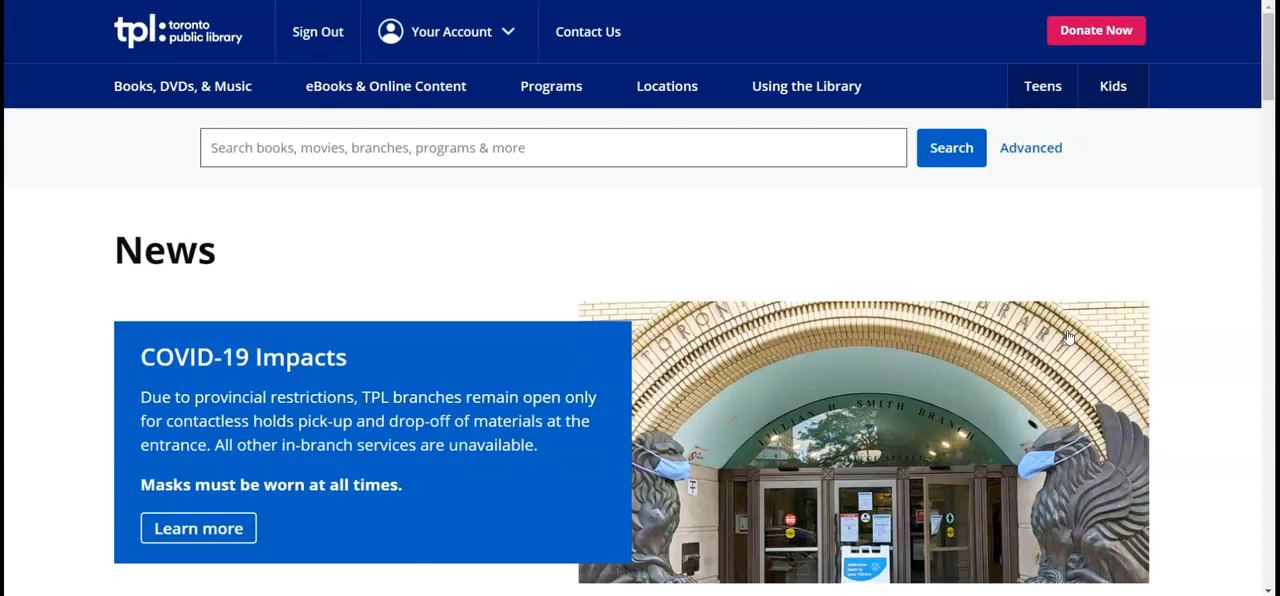 tpl: toronto public library
Sign Out
Your Account
Contact Us
Donate Now
Books, DVDs, & Music
eBooks & Online Content
Programs
Locations
Using the Library
Teens
Kids
Search books, movies, branches, programs & more
Search
Advanced
News
COVID-19 Impacts
Due to provincial restrictions, TPL branches remain open only
for contactless holds pick-up and drop-off of materials at the
entrance. All other in-branch services are unavailable.
Masks must be worn at all times.
Learn more
LILLIAN H. SMITH BRANCH